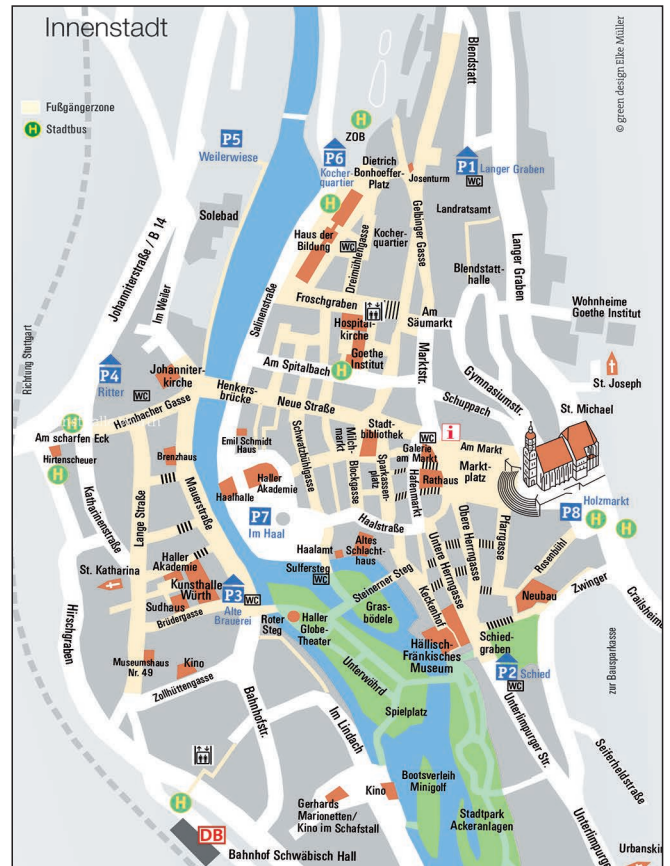 Innenstadt
Fußgängerzone
H
Stadtbus
© green design Elke Müller
Blendstatt
H
ZOB
P5
Weilerwiese
P6
Kocher-
quartier
Dietrich
Bonhoeffer-
Platz
Josenturm
P1
Langer Graben
WC
H
Solebad
Landratsamt
Haus der
Bildung
WC
Dreimühlengasse
Kocher-
quartier
Gelbinger Gasse
Blendstatt-
halle
Langer Graben
Johanniterstraße / B 14
Im Weiler
Salinenstraße
Froschgraben
Am
Säumarkt
Wohnheime
Goethe Institut
Hospital-
kirche
Goethe
Institut
Am Spitalbach
H
Marktstr.
Gymnasiumstr.
St. Joseph
Richtung Stuttgart
P4
Ritter
Johanniter-
kirche
WC
Henkers-
brücke
Neue Straße
Schuppach
St. Michael
H
Haimbacher Gasse
Am scharfen Eck
Hirtenscheuer
H
Emil Schmidt
Haus
Schwatzbühlgasse
Milch-
markt
Blockgasse
Stadt-
bibliothek
Sparkassen-
platz
WC
i
Galerie
am Markt
Am Markt
Markt-
platz
Hafenmarkt
Rathaus
Brenzhaus
Haller
Akademie
Haalhalle
Katharinenstraße
Lange Straße
Mauerstraße
P7
Im Haal
Haalstraße
Obere Herrngasse
Untere Herrngasse
Pfarrgasse
P8
Holzmarkt
H
H
Haalamt
Altes
Schlacht-
haus
Sulfersteg
WC
Steinerner Steg
Keckenhof
Rosenbühl
Zwinger
Neubau
Crailsheim
St. Katharina
Haller
Akademie
Kunsthalle
Würth
Sudhaus
Brüdergasse
P3
WC
Alte
Brauerei
Roter
Steg
Haller
Globe-
Theater
Gras-
bödele
Hällisch-
Fränkisches
Museum
Schied-
graben
P2
Schied
WC
zur Bausparkasse
Hirschgraben
Museumshaus
Nr. 49
Kino
Zollhüttengasse
Bahnhofstr.
Unterwöhrd
Spielplatz
Im Lindach
Unterlimpurger Str.
Seiferheldstraße
Bootsverleih
Minigolf
Kino
Gerhards
Marionetten/
Kino im Schafstall
Stadtpark
Ackeranlagen
Unterlimpurger
Urbanskir
H
DB
Bahnhof Schwäbisch Hall